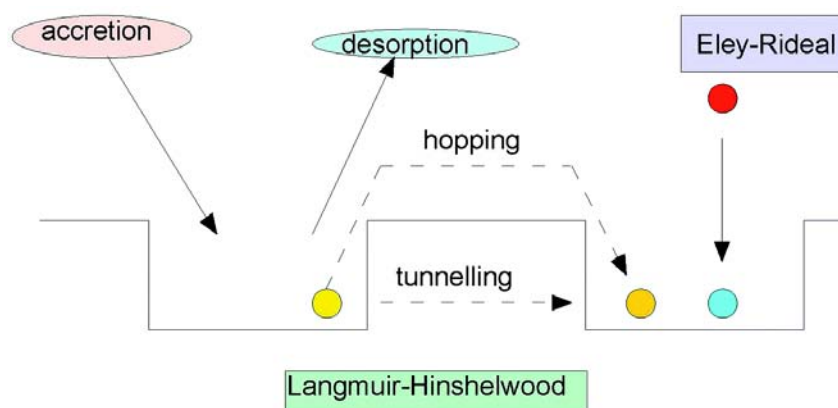 accretion
desorption
Eley-Rideal
hopping
tunnelling
Langmuir-Hinshelwood